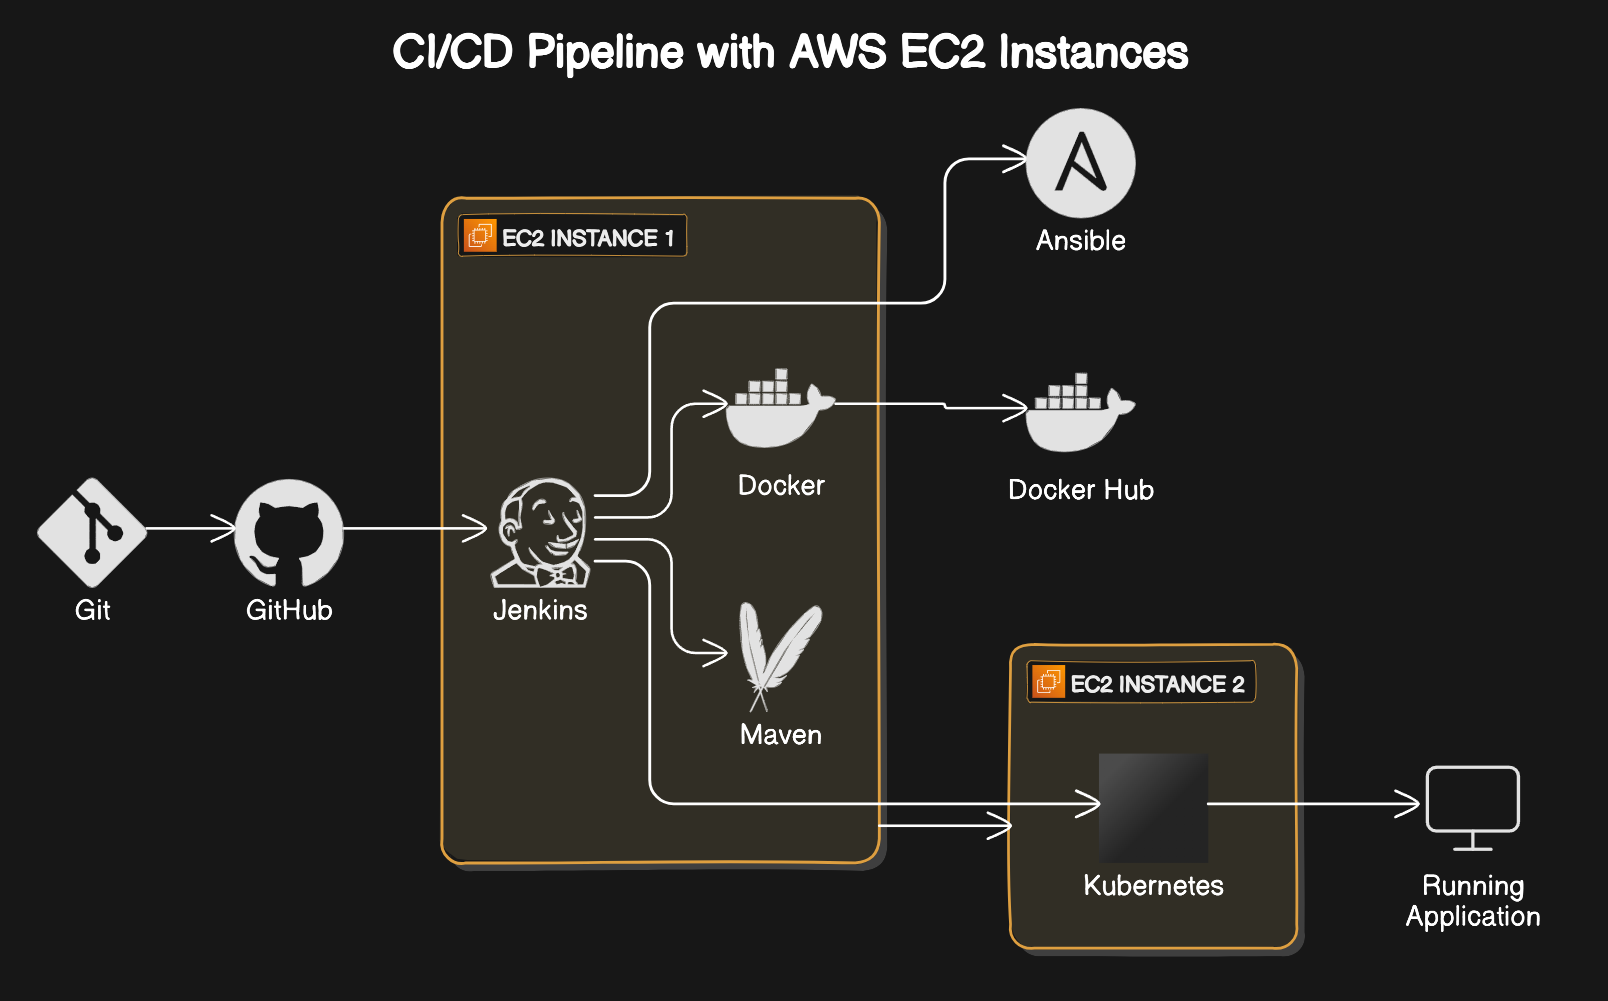 CI/CD Pipeline with AWS EC2 Instances
Ansible
EC2 INSTANCE 1
Docker
Docker Hub
Git
GitHub
Jenkins
Maven
EC2 INSTANCE 2
Kubernetes
Running
Application